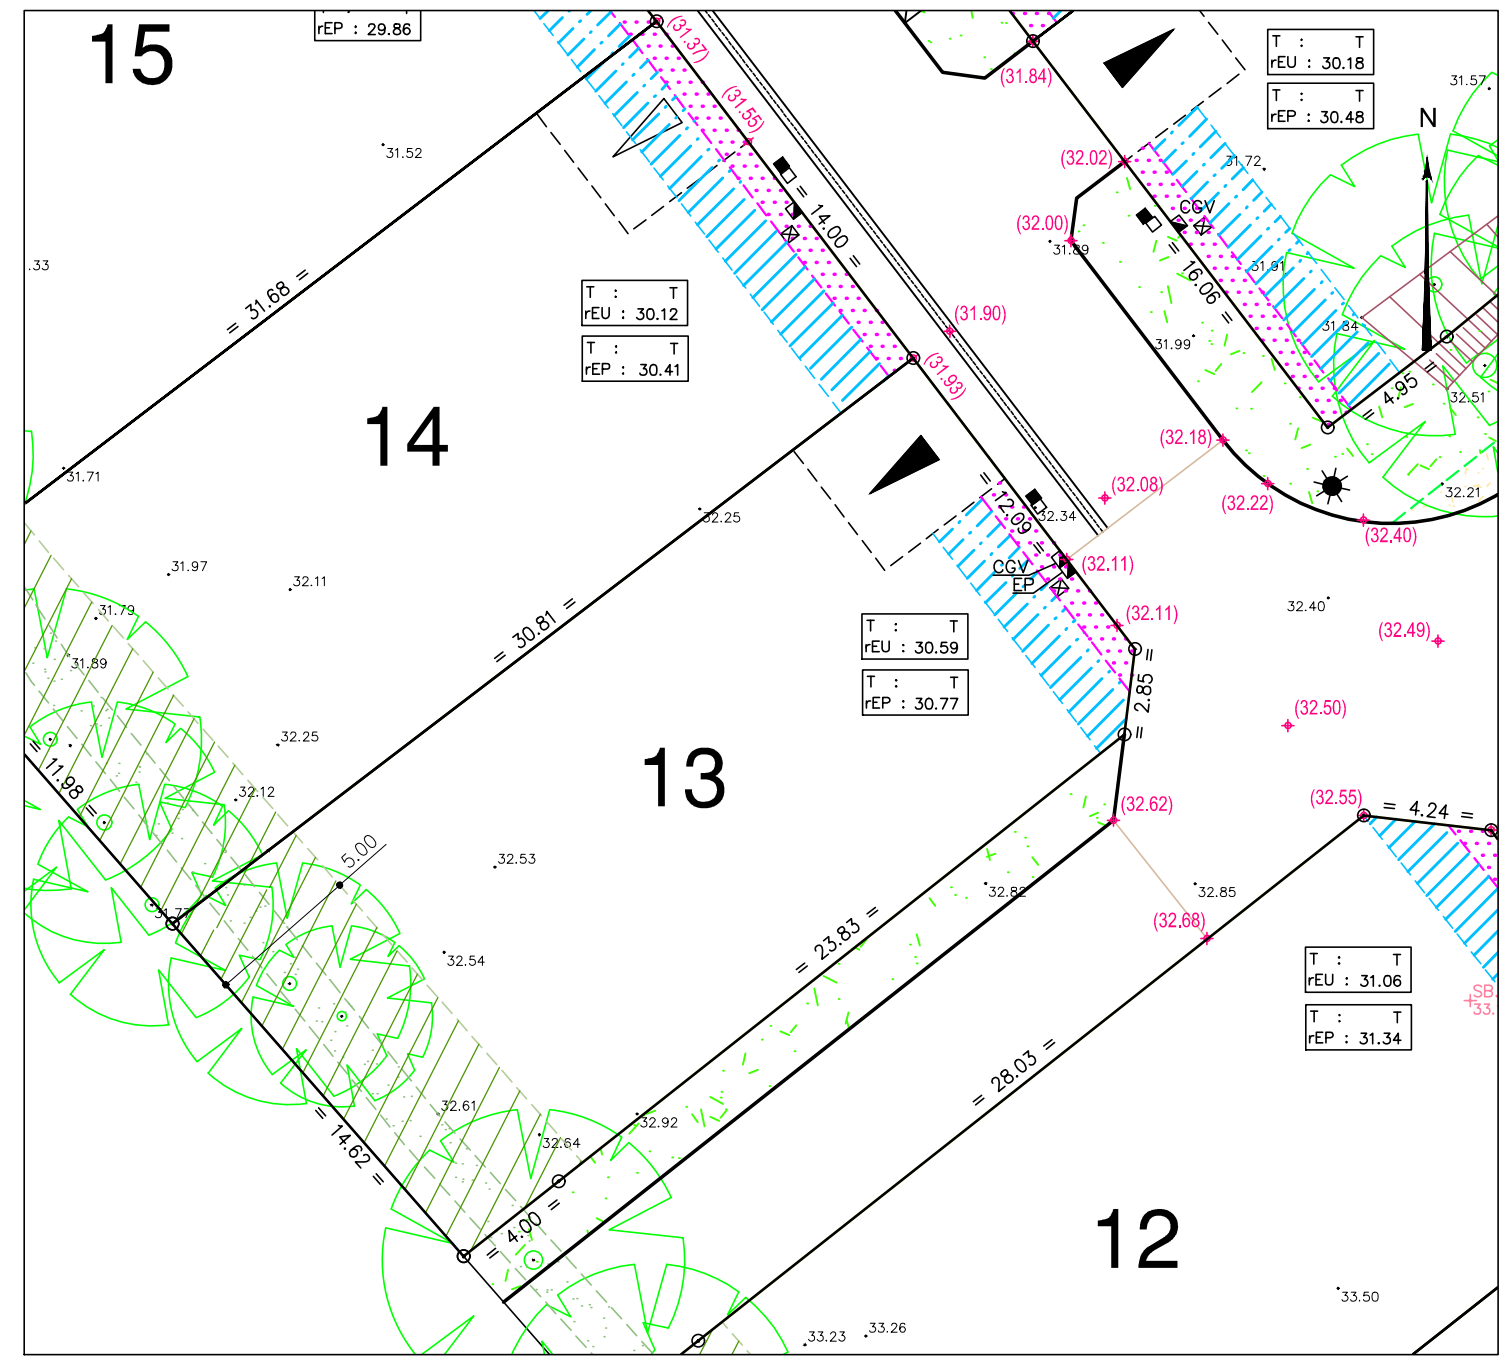 15
rEP : 29.86
(31.37)
(31.84)
T : T
rEU : 30.18
T : T
rEP : 30.48
31.57
N
31.52
(31.55)
(32.02)
31.72
CGV
.33
= 31.68 =
= 14.00 =
(32.00)
31.89
= 16.06 =
31.91
T : T
rEU : 30.12
T : T
rEP : 30.41
(31.90)
31.99
31.84
(31.93)
= 4.95 =
32.51
14
31.71
32.25
(32.18)
(32.08)
(32.22)
32.21
(32.40)
= 12.09 =
32.34
CGV
EP
(32.11)
31.97
32.11
31.79
31.89
= 30.81 =
(32.11)
32.40
(32.49)
T : T
rEU : 30.59
T : T
rEP : 30.77
= 2.85 =
(32.50)
32.25
= 11.98 =
32.12
13
(32.62)
(32.55)
= 4.24 =
5.00
32.53
32.82
32.85
31.77
(32.68)
= 23.83 =
32.54
T : T
rEU : 31.06
T : T
rEP : 31.34
SB.
33.
= 28.03 =
32.61
32.64
32.92
= 14.62 =
= 4.00 =
12
33.50
33.23
33.26